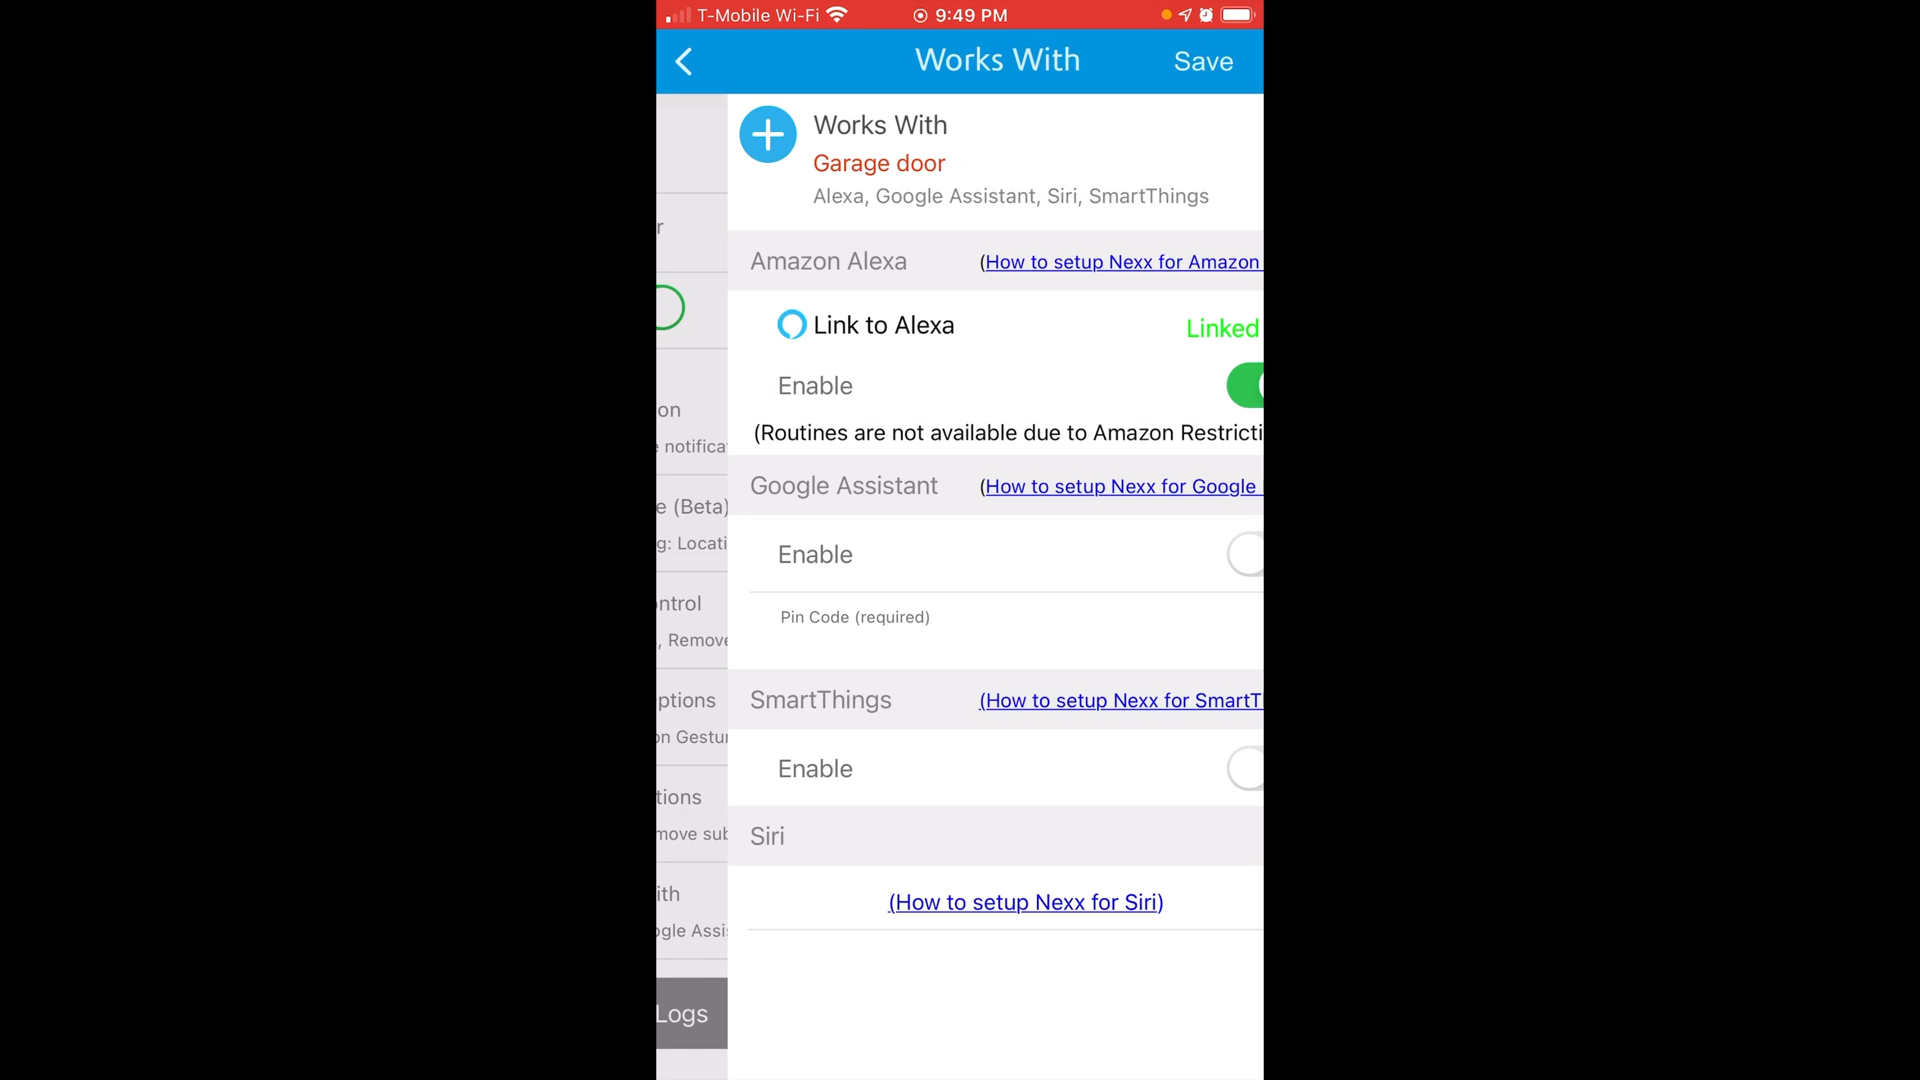 T-Mobile Wi-Fi 9:49 PM
Works With Save
Works With
Garage door
Alexa, Google Assistant, Siri, SmartThings
r
Amazon Alexa (How to setup Nexx for Amazon
Link to Alexa Linked
Enable
on
(Routines are not available due to Amazon Restricti
e notifica
Google Assistant (How to setup Nexx for Google
e (Beta)
g: Locati
Enable
ntrol
Pin Code (required)
, Remove
SmartThings (How to setup Nexx for SmartT
ptions
on Gestur
Enable
tions
move sub
Siri
ith
(How to setup Nexx for Siri)
ogle Assis
Logs